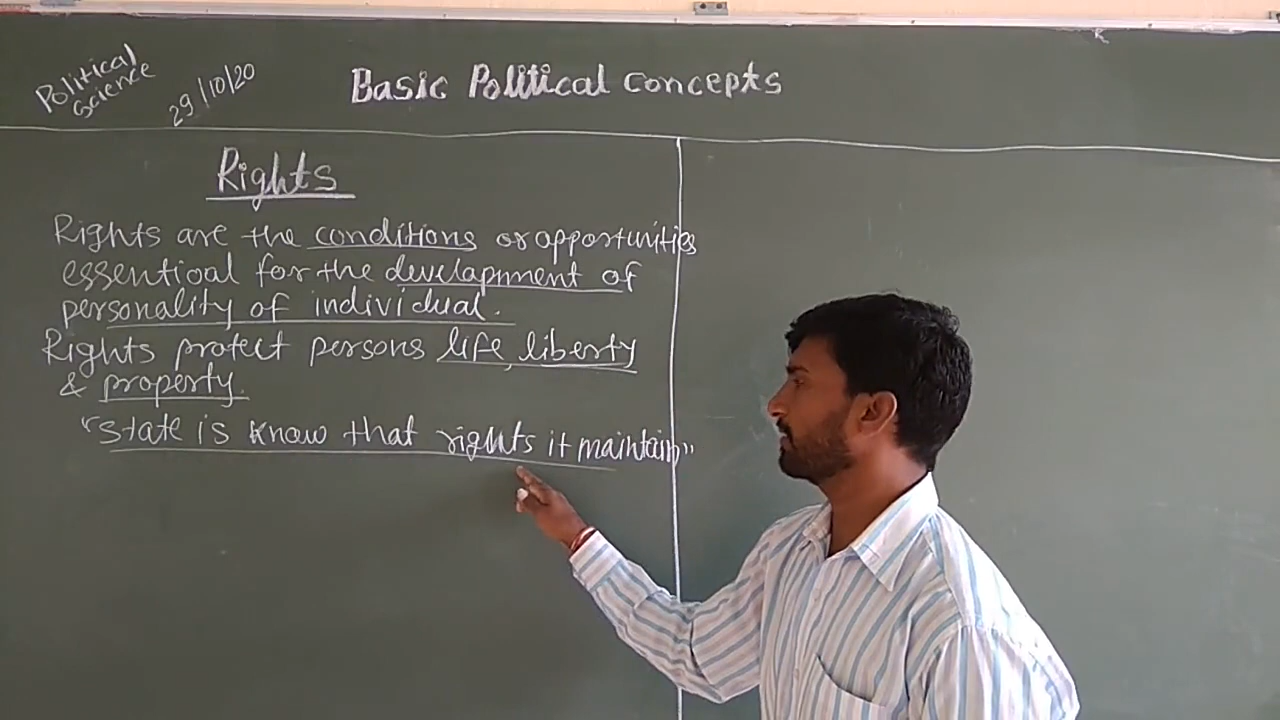 Political
Science
29/10/20
Basic Political Concepts
Rights
Rights are the conditions or opportunities
essentioal for the development of
personality of individual.
Rights protect persons life, liberty
& property.
"State is know that rights it maintain"